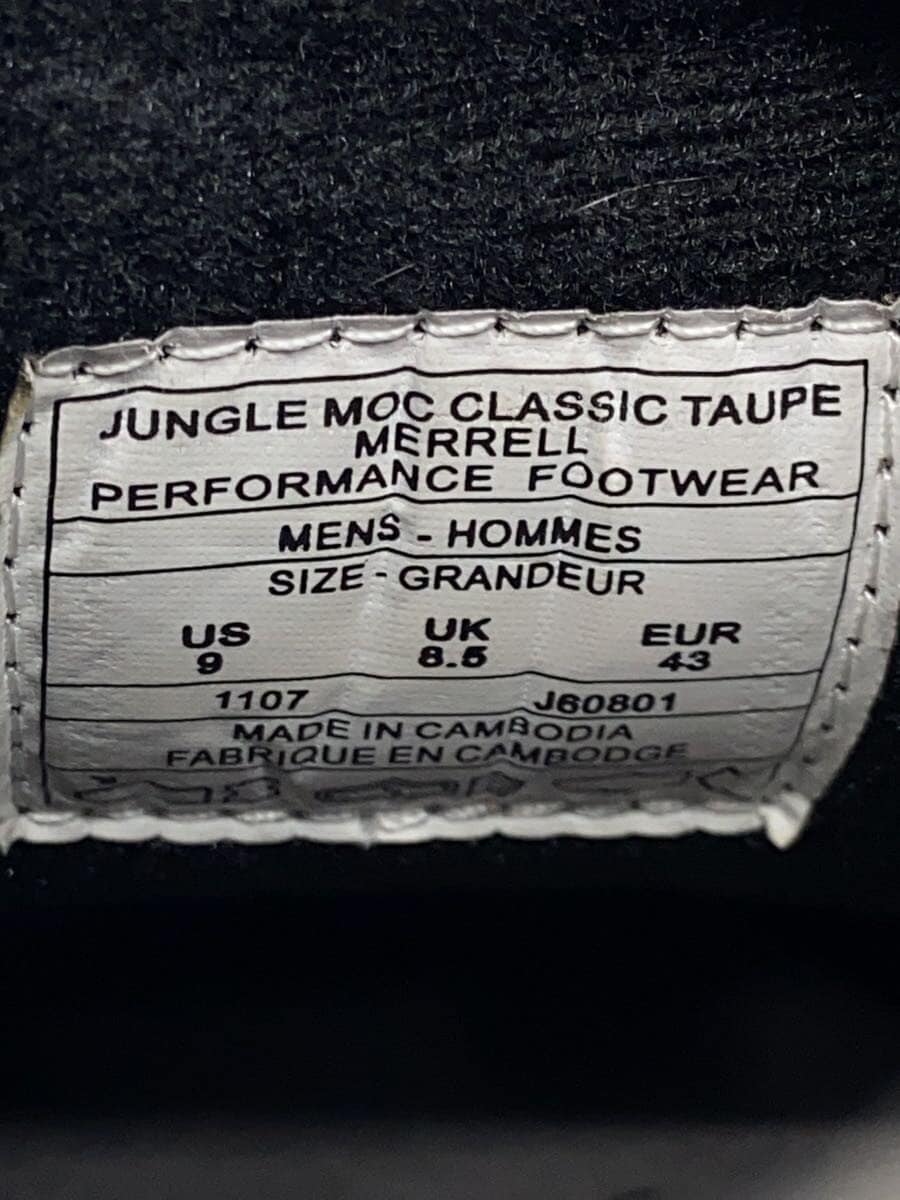 JUNGLE MOC CLASSIC TAUPE
MERRELL
PERFORMANCE FOOTWEAR
MENS - HOMMES
SIZE - GRANDEUR
US UK EUR
9 8.5 43
1107 J60801
MADE IN CAMBODIA
FABRIQUE EN CAMBODGE